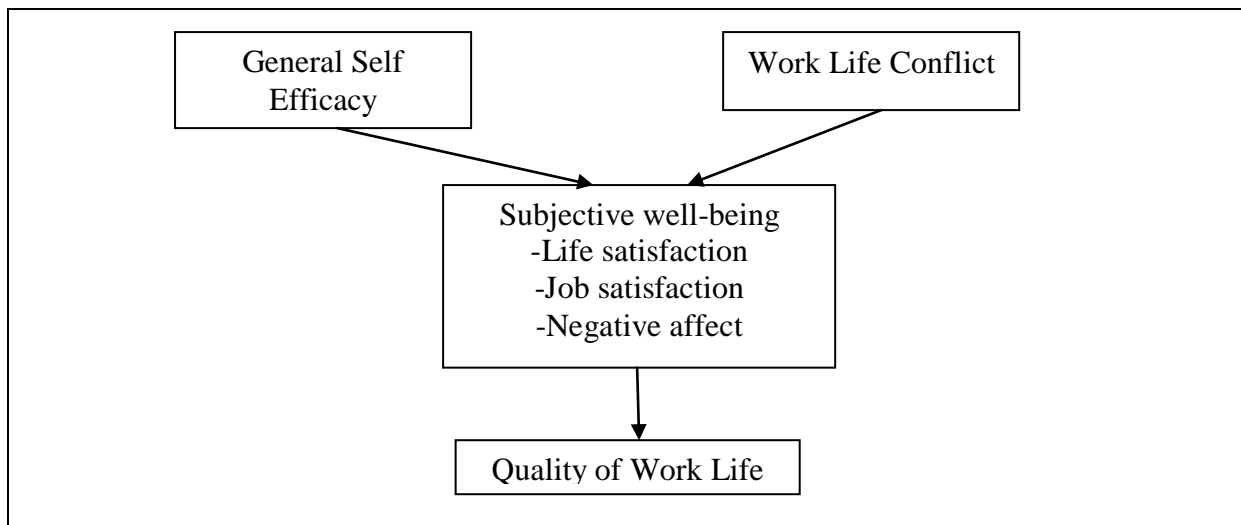 General Self
Efficacy
Work Life Conflict
Subjective well-being
-Life satisfaction
-Job satisfaction
-Negative affect
Quality of Work Life